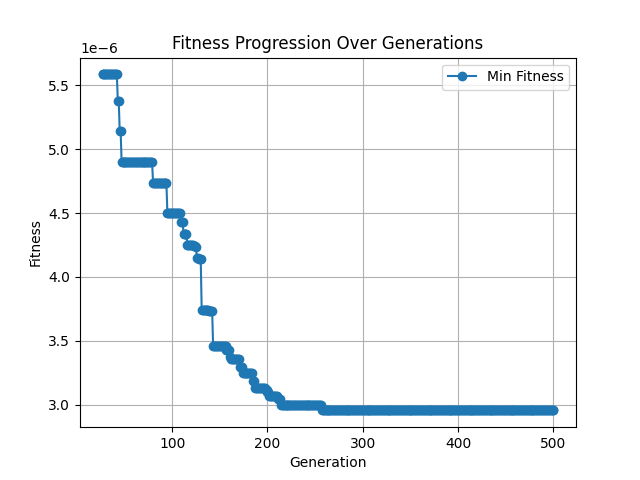 Fitness Progression Over Generations
1e−6
Min Fitness
5.5
5.0
4.5
4.0
3.5
3.0
Fitness
100 200 300 400 500
Generation